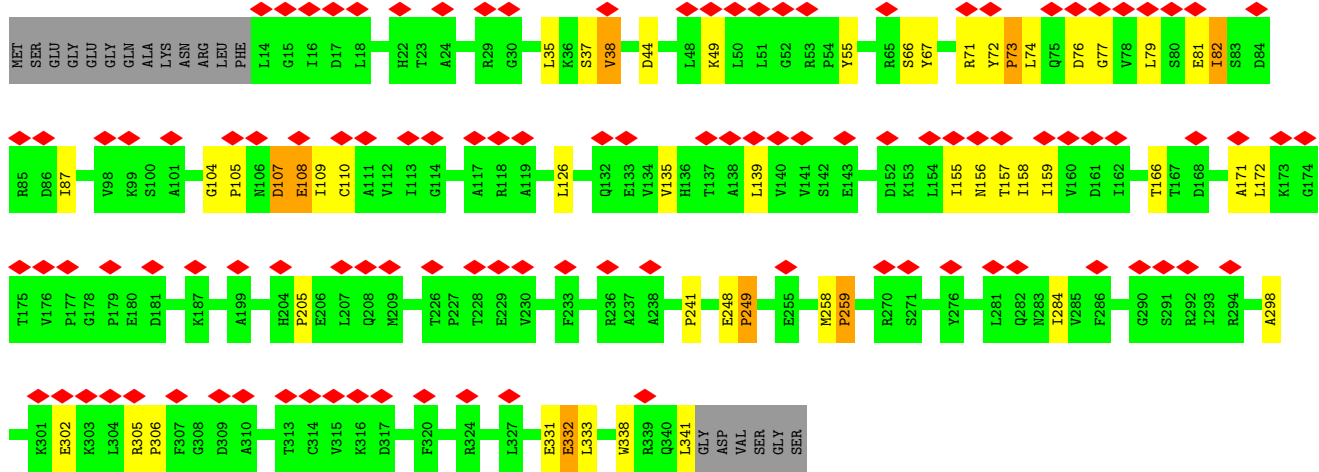 MET SER GLU GLY GLU GLY GLN ALA LYS ASN ARG LEU PHE L14 G15 I16 D17 L18 H22 T23 A24 R29 G30 L35 K36 S37 V38 D44 L48 K49 L50 L51 G52 R53 P54 Y55 R65 S66 Y67 R71 Y72 P73 L74 Q75 D76 G77 V78 L79 S80 E81 I82 S83 D84
R85 D86 I87 V98 K99 S100 A101 G104 P105 N106 D107 E108 I109 C110 A111 V112 I113 G114 A117 R118 A119 L126 Q132 E133 V134 V135 H136 T137 A138 L139 V140 V141 S142 E143 D152 K153 L154 I155 N156 T157 I158 I159 V160 D161 I162 T166 T167 D168 A171 L172 K173 G174
T175 V176 P177 G178 P179 E180 D181 K187 A199 H204 P205 E206 L207 Q208 M209 T226 P227 T228 E229 V230 F233 R236 A237 A238 P241 E248 P249 E255 M258 P259 R270 S271 Y276 L281 Q282 N283 I284 V285 F286 G290 S291 R292 I293 R294 A298
K301 E302 K303 L304 R305 P306 F307 G308 D309 A310 T313 C314 V315 K316 D317 F320 R324 L327 E331 E332 L333 W338 R339 Q340 L341 GLY ASP VAL SER GLY SER